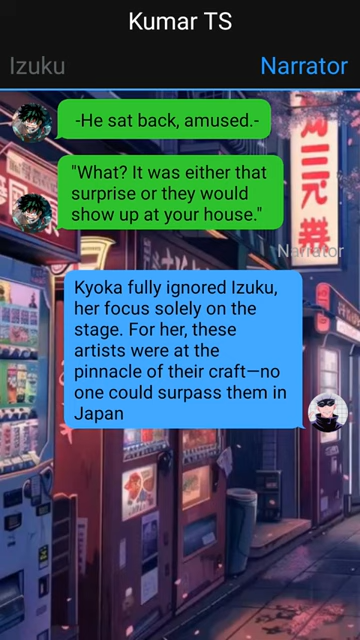 Kumar TS
Izuku
Narrator
-He sat back, amused.-
"What? It was either that
surprise or they would
show up at your house."
Narrator
Kyoka fully ignored Izuku,
her focus solely on the
stage. For her, these
artists were at the
pinnacle of their craft—no
one could surpass them in
Japan